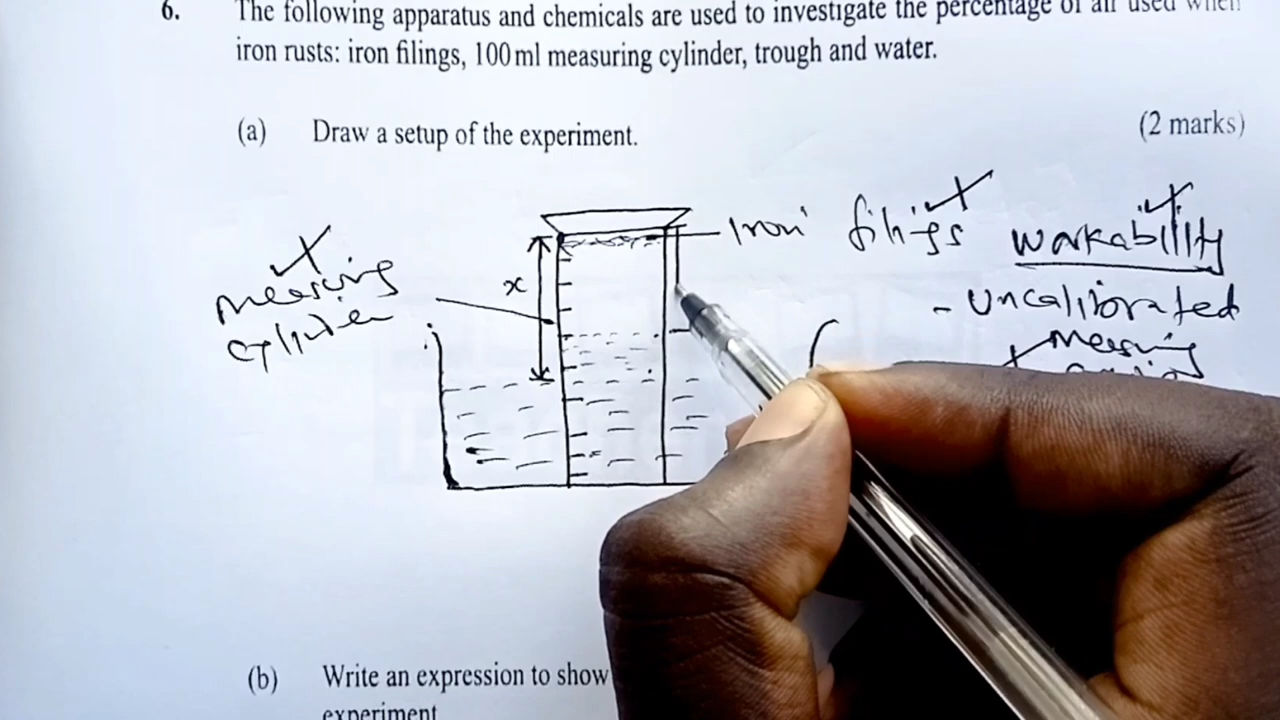 6. The following apparatus and chemicals are used to investigate the percentage of air used when
iron rusts: iron filings, 100 ml measuring cylinder, trough and water.
(a) Draw a setup of the experiment. (2 marks)
Iron filings
workability
measuring
cylinder
x
- Uncalibrated
measuring
(b) Write an expression to show
experiment